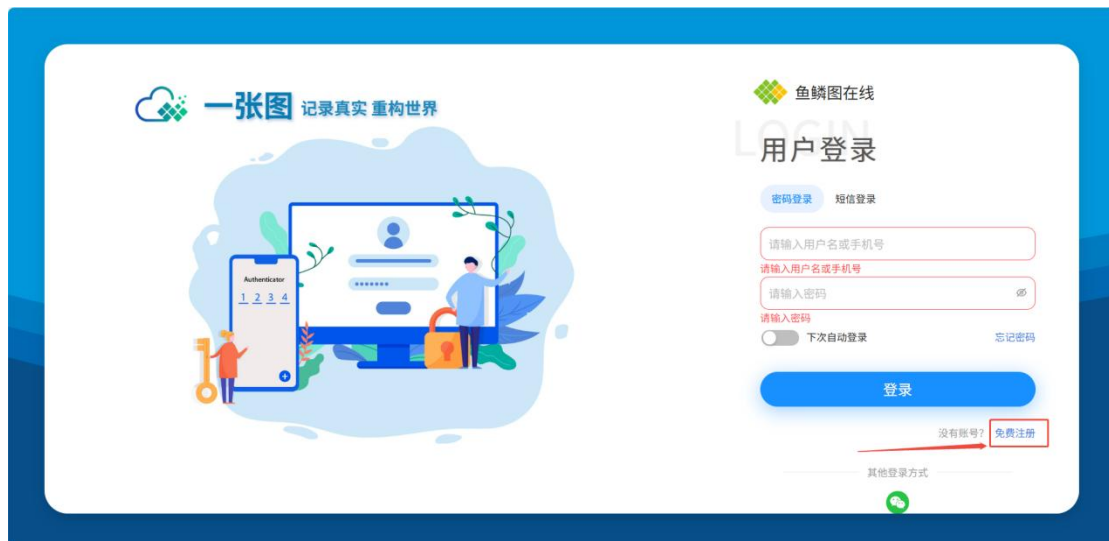 一张图 记录真实 重构世界
Authenticator
1 2 3 4
鱼鳞图在线
LOGIN
用户登录
密码登录 短信登录
请输入用户名或手机号
请输入用户名或手机号
请输入密码
请输入密码
下次自动登录 忘记密码
登录
没有账号? 免费注册
其他登录方式